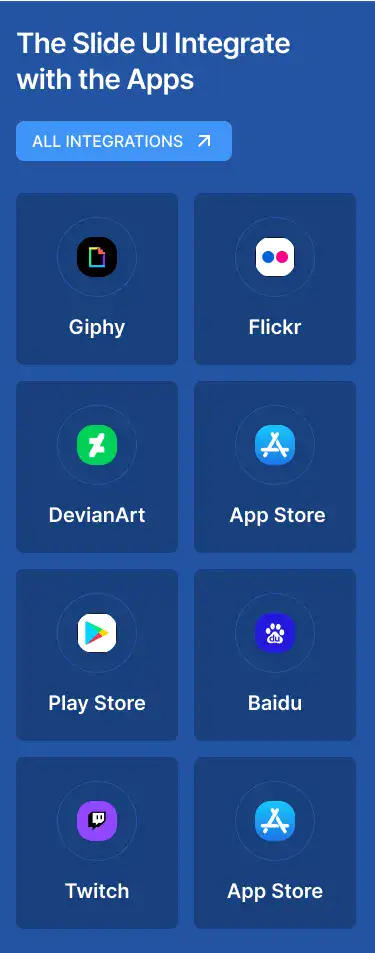 The Slide UI Integrate
with the Apps
ALL INTEGRATIONS
Giphy
Flickr
DevianArt
App Store
Play Store
du
Baidu
Twitch
App Store